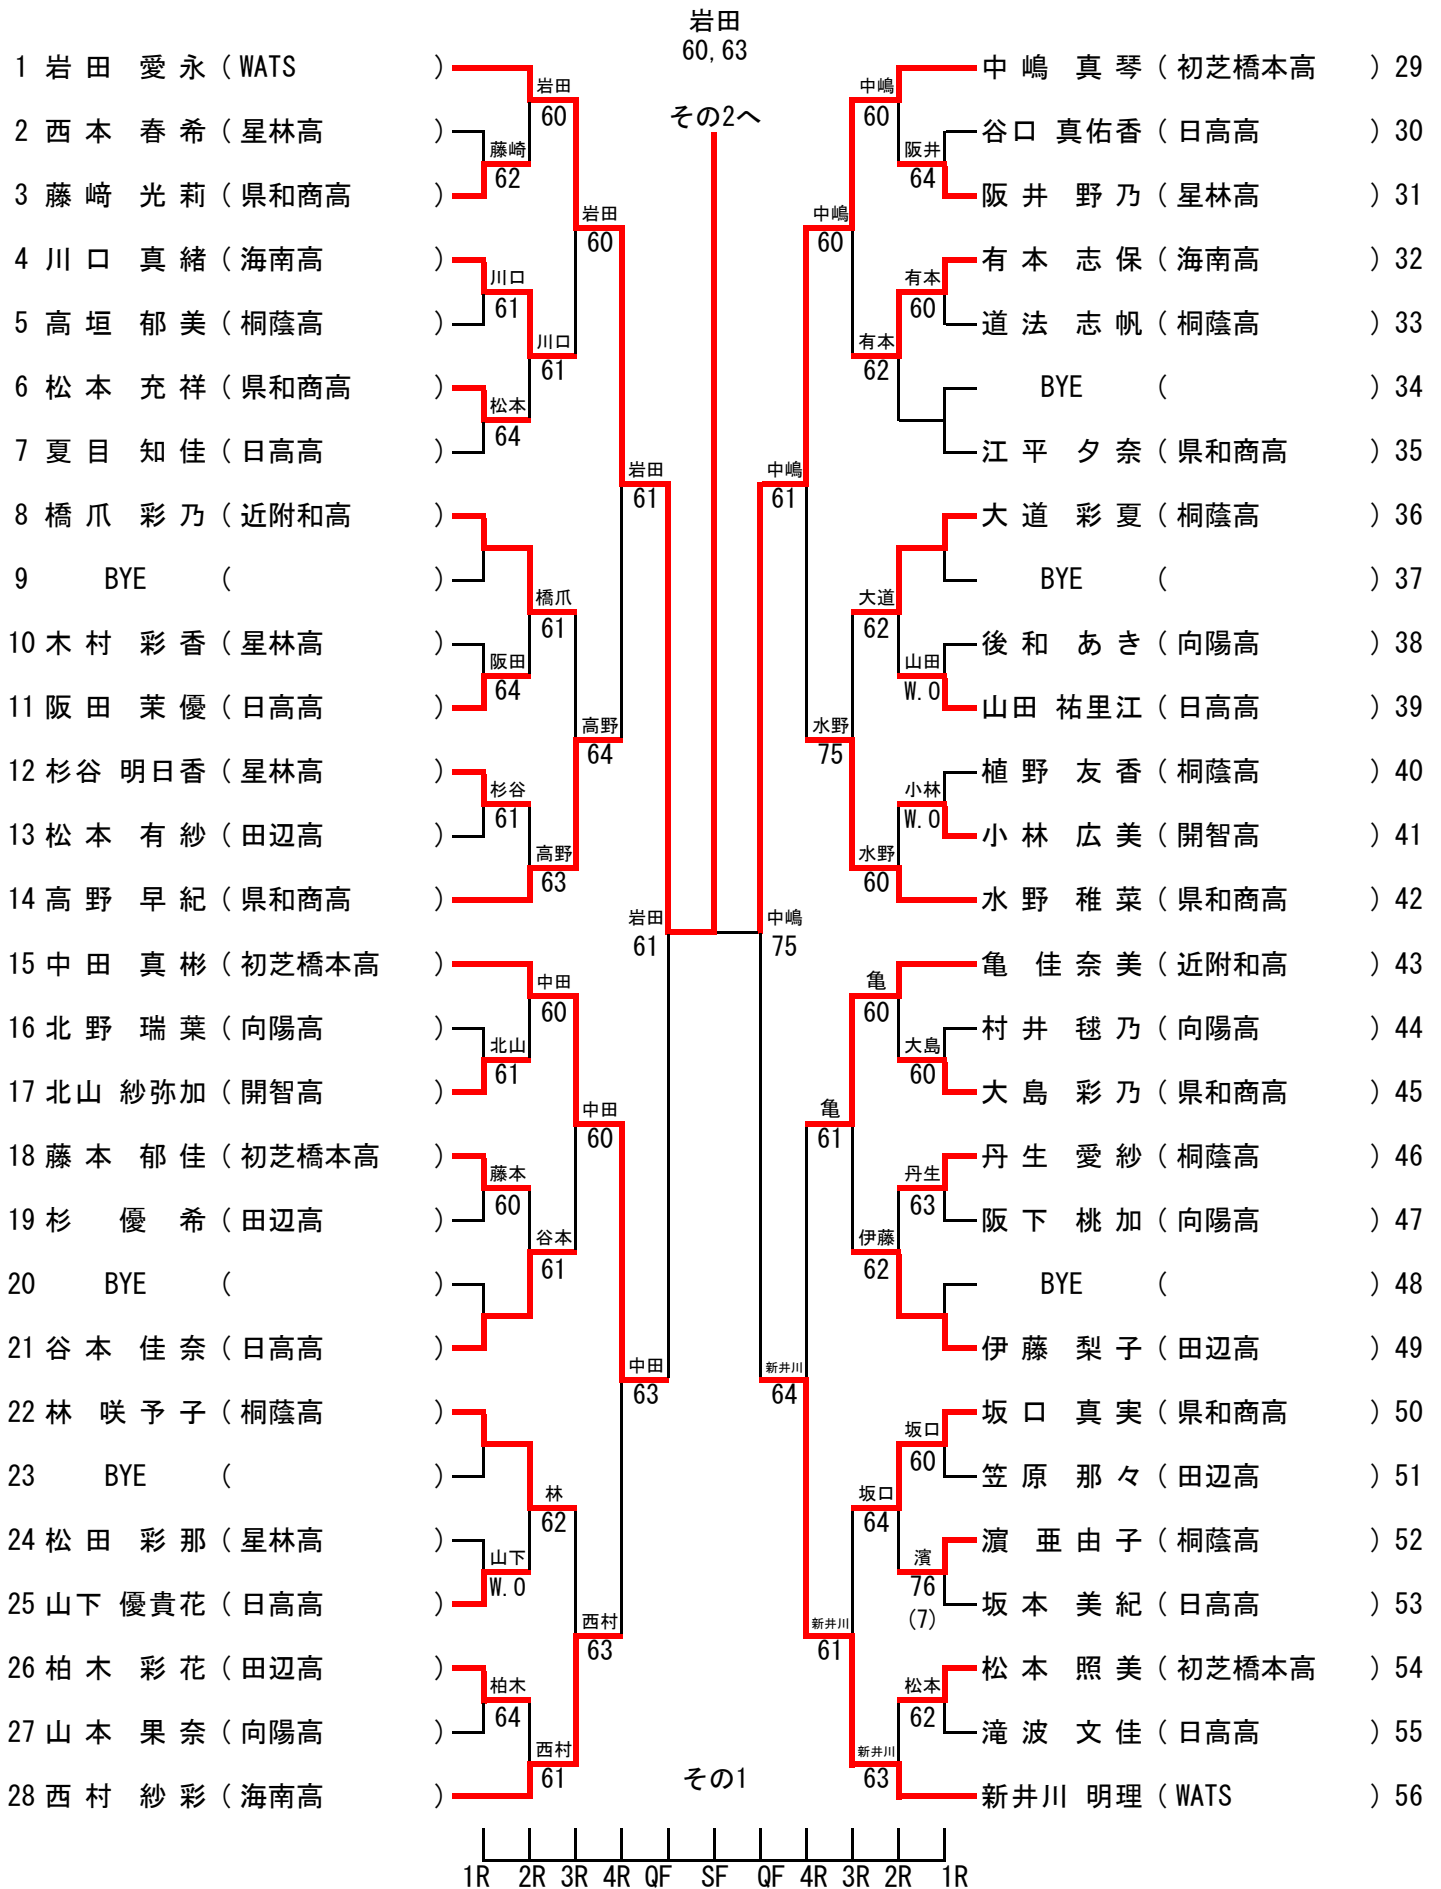 岩田
60, 63
その2へ
1 岩田 愛永 ( WATS )
2 西本 春希 ( 星林高 )
3 藤﨑 光莉 ( 県和商高 )
4 川口 真緒 ( 海南高 )
5 高垣 郁美 ( 桐蔭高 )
6 松本 充祥 ( 県和商高 )
7 夏目 知佳 ( 日高高 )
8 橋爪 彩乃 ( 近附和高 )
9 BYE ( )
10 木村 彩香 ( 星林高 )
11 阪田 茉優 ( 日高高 )
12 杉谷 明日香 ( 星林高 )
13 松本 有紗 ( 田辺高 )
14 高野 早紀 ( 県和商高 )
15 中田 真彬 ( 初芝橋本高 )
16 北野 瑞葉 ( 向陽高 )
17 北山 紗弥加 ( 開智高 )
18 藤本 郁佳 ( 初芝橋本高 )
19 杉 優希 ( 田辺高 )
20 BYE ( )
21 谷本 佳奈 ( 日高高 )
22 林 咲予子 ( 桐蔭高 )
23 BYE ( )
24 松田 彩那 ( 星林高 )
25 山下 優貴花 ( 日高高 )
26 柏木 彩花 ( 田辺高 )
27 山本 果奈 ( 向陽高 )
28 西村 紗彩 ( 海南高 )
藤崎
62
川口
61
松本
64
阪田
64
杉谷
61
北山
61
藤本
60
山下
W.O
柏木
64
岩田
60
川口
61
橋爪
61
高野
63
中田
60
谷本
61
林
62
西村
61
岩田
60
高野
64
中田
60
西村
63
岩田
61
中田
63
岩田
61
中嶋
75
中嶋
61
新井川
64
中嶋
60
水野
75
亀
61
新井川
61
中嶋
60
有本
62
大道
62
水野
60
亀
60
伊藤
62
坂口
64
新井川
63
阪井
64
有本
60
山田
W.O
小林
W.O
大島
60
丹生
63
坂口
60
濱
76
(7)
松本
62
中嶋 真琴 ( 初芝橋本高 ) 29
谷口 真佑香 ( 日高高 ) 30
阪井 野乃 ( 星林高 ) 31
有本 志保 ( 海南高 ) 32
道法 志帆 ( 桐蔭高 ) 33
BYE ( ) 34
江平 夕奈 ( 県和商高 ) 35
大道 彩夏 ( 桐蔭高 ) 36
BYE ( ) 37
後和 あき ( 向陽高 ) 38
山田 祐里江 ( 日高高 ) 39
植野 友香 ( 桐蔭高 ) 40
小林 広美 ( 開智高 ) 41
水野 稚菜 ( 県和商高 ) 42
亀 佳奈美 ( 近附和高 ) 43
村井 毬乃 ( 向陽高 ) 44
大島 彩乃 ( 県和商高 ) 45
丹生 愛紗 ( 桐蔭高 ) 46
阪下 桃加 ( 向陽高 ) 47
BYE ( ) 48
伊藤 梨子 ( 田辺高 ) 49
坂口 真実 ( 県和商高 ) 50
笠原 那々 ( 田辺高 ) 51
濱 亜由子 ( 桐蔭高 ) 52
坂本 美紀 ( 日高高 ) 53
松本 照美 ( 初芝橋本高 ) 54
滝波 文佳 ( 日高高 ) 55
新井川 明理 ( WATS ) 56
その1
1R 2R 3R 4R QF SF QF 4R 3R 2R 1R